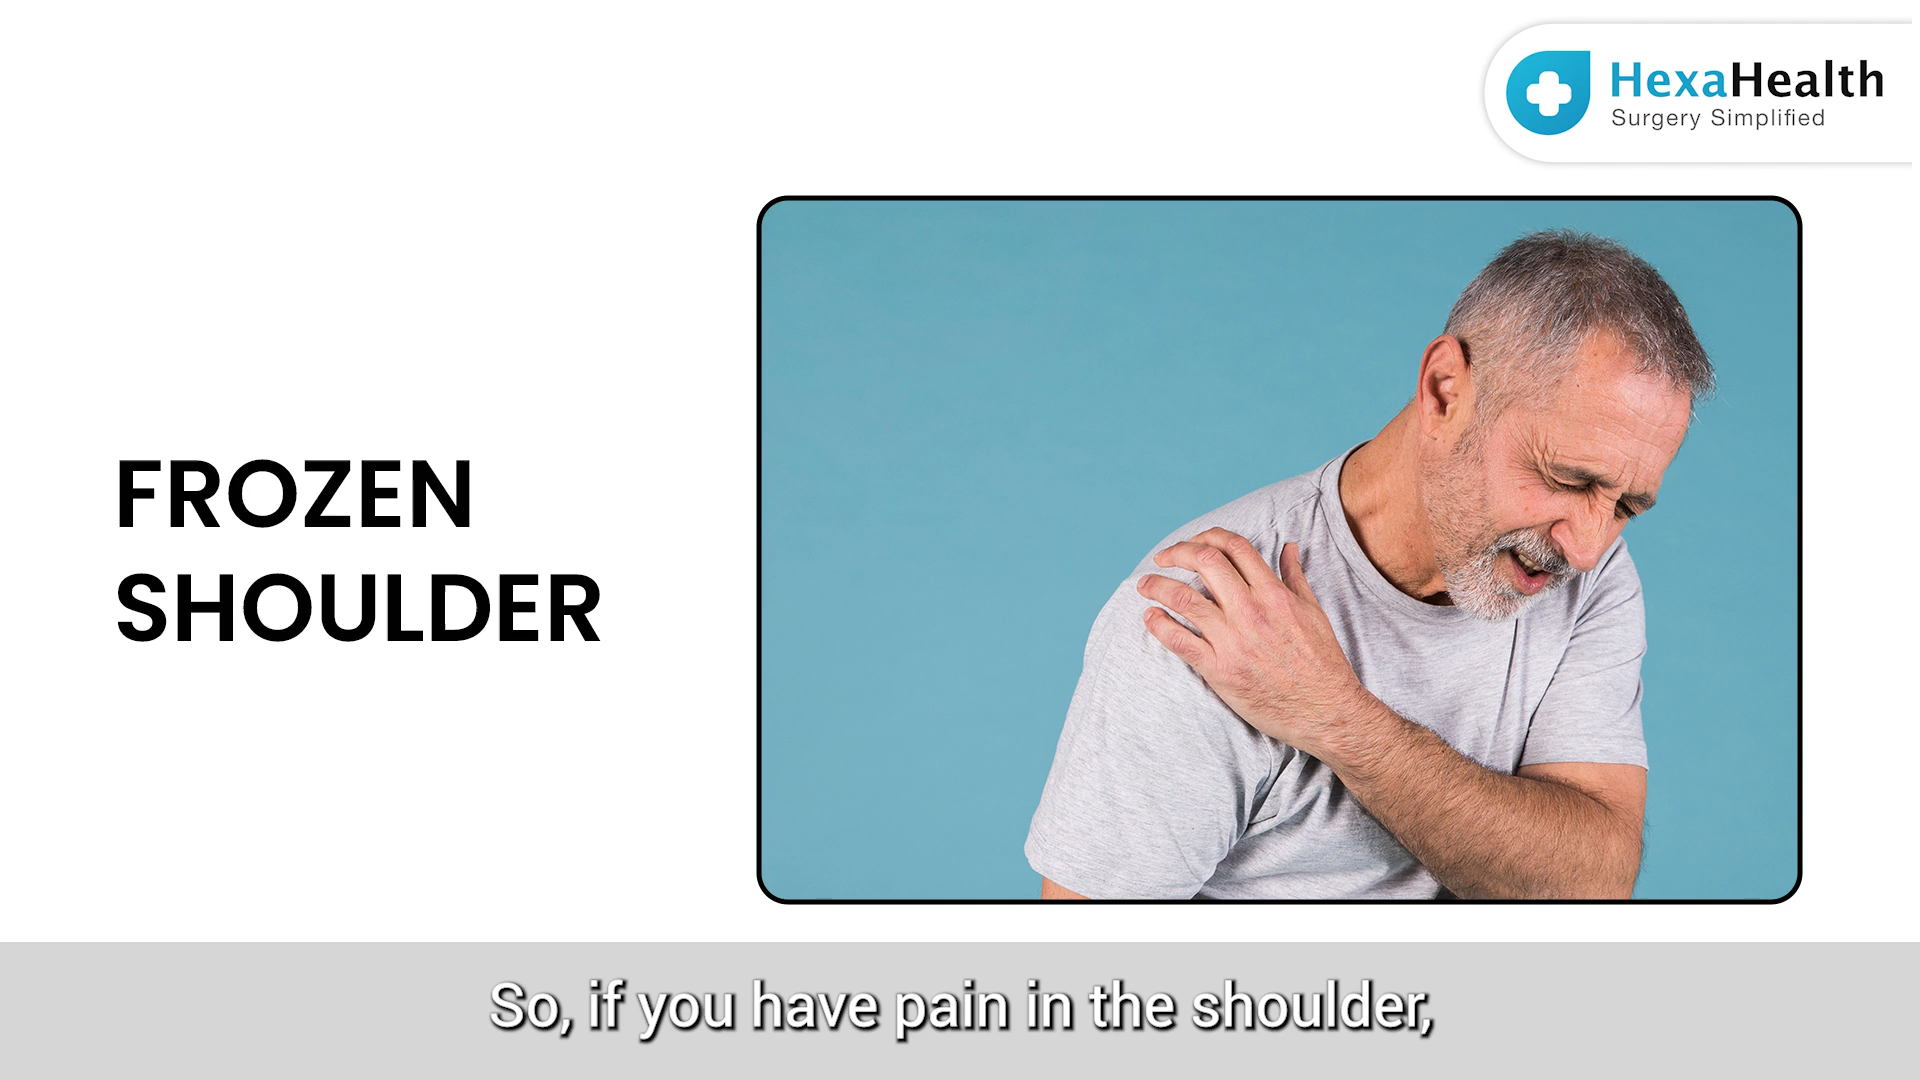 HexaHealth
Surgery Simplified
FROZEN
SHOULDER
So, if you have pain in the shoulder,